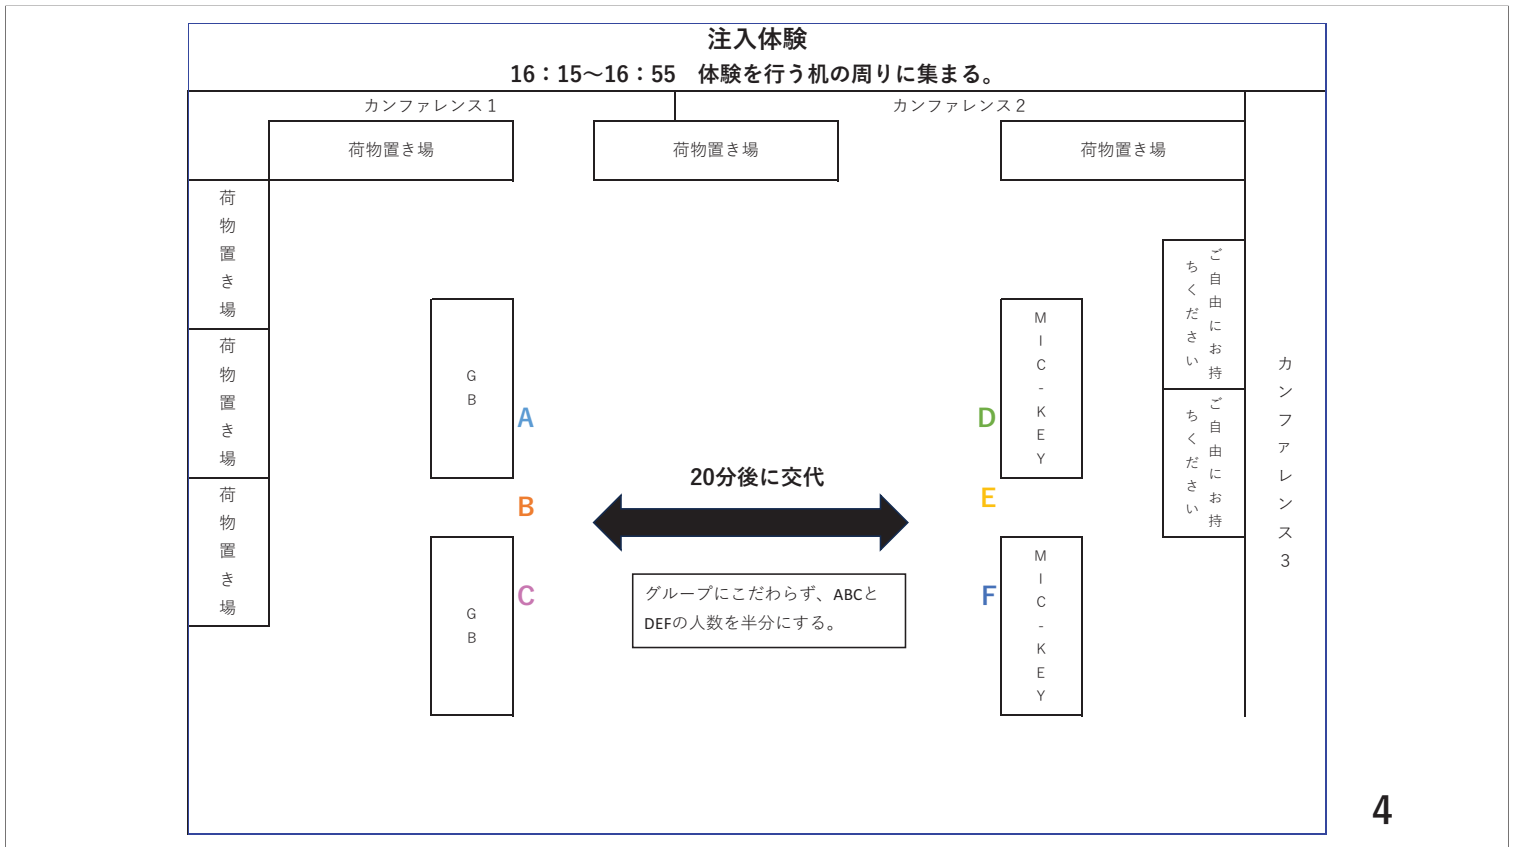 注入体験
16：15～16：55　体験を行う机の周りに集まる。
カンファレンス１
カンファレンス２
荷物置き場
荷物置き場
荷物置き場
荷物置き場
荷物置き場
荷物置き場
GB
GB
A
B
C
20分後に交代
グループにこだわらず、ABCと
DEFの人数を半分にする。
D
E
F
MIC-KEY
MIC-KEY
ご自由にお持
ちください
ご自由にお持
ちください
カンファレンス3
4